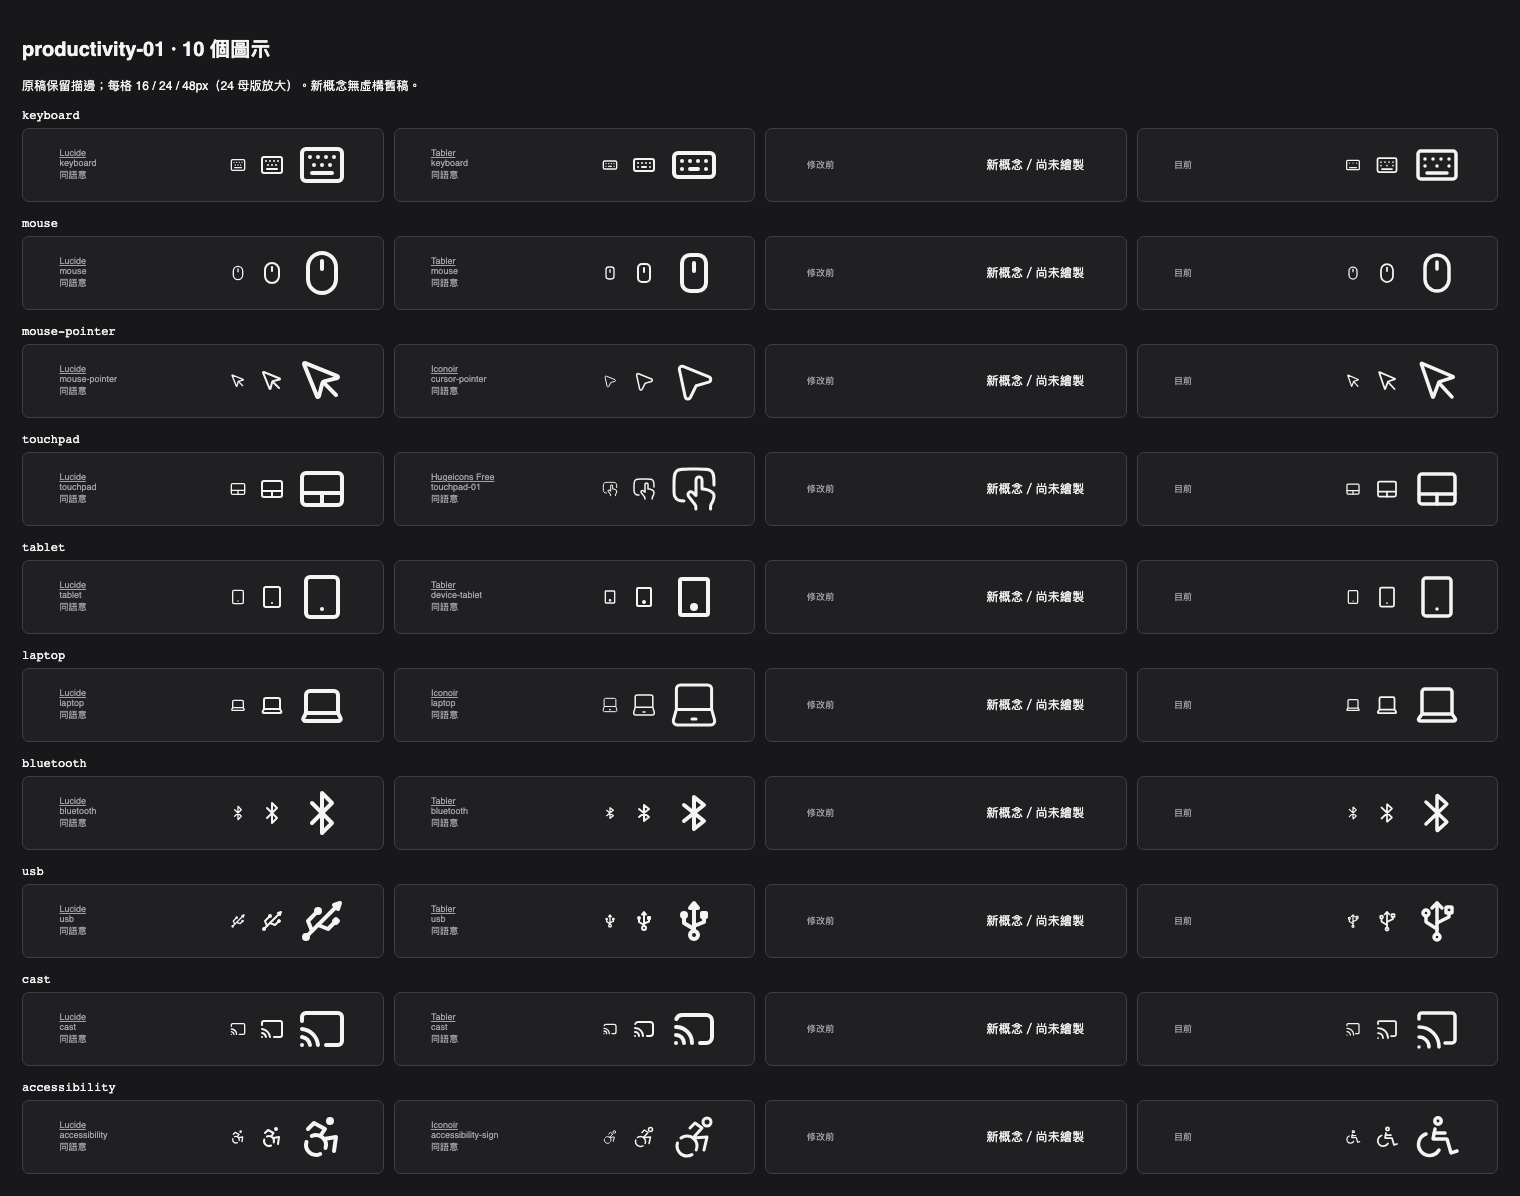 productivity-01 · 10 個圖示
原稿保留描邊；每格 16 / 24 / 48px（24 母版放大）。新概念無虛構舊稿。
keyboard
Lucide
keyboard
同語意
Tabler
keyboard
同語意
修改前
新概念 / 尚未繪製
目前
mouse
Lucide
mouse
同語意
Tabler
mouse
同語意
修改前
新概念 / 尚未繪製
目前
mouse-pointer
Lucide
mouse-pointer
同語意
Iconoir
cursor-pointer
同語意
修改前
新概念 / 尚未繪製
目前
touchpad
Lucide
touchpad
同語意
Hugeicons Free
touchpad-01
同語意
修改前
新概念 / 尚未繪製
目前
tablet
Lucide
tablet
同語意
Tabler
device-tablet
同語意
修改前
新概念 / 尚未繪製
目前
laptop
Lucide
laptop
同語意
Iconoir
laptop
同語意
修改前
新概念 / 尚未繪製
目前
bluetooth
Lucide
bluetooth
同語意
Tabler
bluetooth
同語意
修改前
新概念 / 尚未繪製
目前
usb
Lucide
usb
同語意
Tabler
usb
同語意
修改前
新概念 / 尚未繪製
目前
cast
Lucide
cast
同語意
Tabler
cast
同語意
修改前
新概念 / 尚未繪製
目前
accessibility
Lucide
accessibility
同語意
Iconoir
accessibility-sign
同語意
修改前
新概念 / 尚未繪製
目前